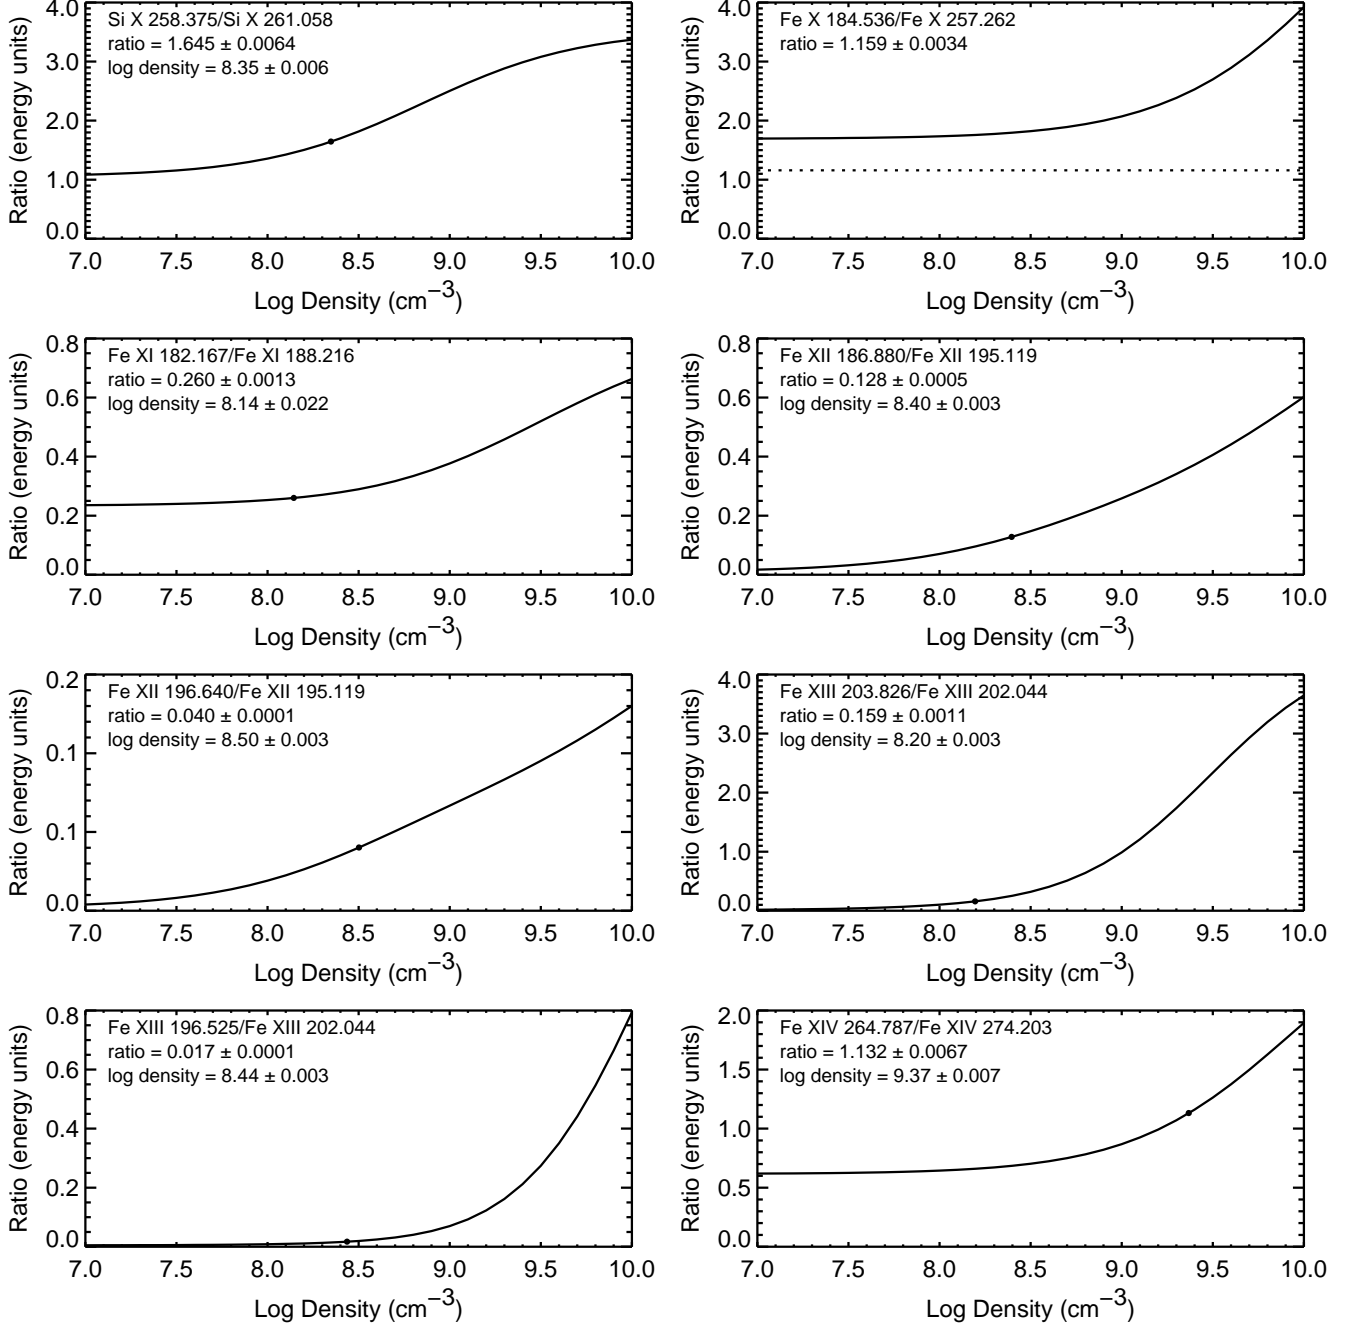 Si X 258.375/Si X 261.058
ratio = 1.645 ± 0.0064
log density = 8.35 ± 0.006
Ratio (energy units)
4.0
3.0
2.0
1.0
0.0
7.0 7.5 8.0 8.5 9.0 9.5 10.0
Log Density (cm−3)
Fe X 184.536/Fe X 257.262
ratio = 1.159 ± 0.0034
Ratio (energy units)
4.0
3.0
2.0
1.0
0.0
7.0 7.5 8.0 8.5 9.0 9.5 10.0
Log Density (cm−3)
Fe XI 182.167/Fe XI 188.216
ratio = 0.260 ± 0.0013
log density = 8.14 ± 0.022
Ratio (energy units)
0.8
0.6
0.4
0.2
0.0
7.0 7.5 8.0 8.5 9.0 9.5 10.0
Log Density (cm−3)
Fe XII 186.880/Fe XII 195.119
ratio = 0.128 ± 0.0005
log density = 8.40 ± 0.003
Ratio (energy units)
0.8
0.6
0.4
0.2
0.0
7.0 7.5 8.0 8.5 9.0 9.5 10.0
Log Density (cm−3)
Fe XII 196.640/Fe XII 195.119
ratio = 0.040 ± 0.0001
log density = 8.50 ± 0.003
Ratio (energy units)
0.2
0.1
0.1
0.0
7.0 7.5 8.0 8.5 9.0 9.5 10.0
Log Density (cm−3)
Fe XIII 203.826/Fe XIII 202.044
ratio = 0.159 ± 0.0011
log density = 8.20 ± 0.003
Ratio (energy units)
4.0
3.0
2.0
1.0
0.0
7.0 7.5 8.0 8.5 9.0 9.5 10.0
Log Density (cm−3)
Fe XIII 196.525/Fe XIII 202.044
ratio = 0.017 ± 0.0001
log density = 8.44 ± 0.003
Ratio (energy units)
0.8
0.6
0.4
0.2
0.0
7.0 7.5 8.0 8.5 9.0 9.5 10.0
Log Density (cm−3)
Fe XIV 264.787/Fe XIV 274.203
ratio = 1.132 ± 0.0067
log density = 9.37 ± 0.007
Ratio (energy units)
2.0
1.5
1.0
0.5
0.0
7.0 7.5 8.0 8.5 9.0 9.5 10.0
Log Density (cm−3)